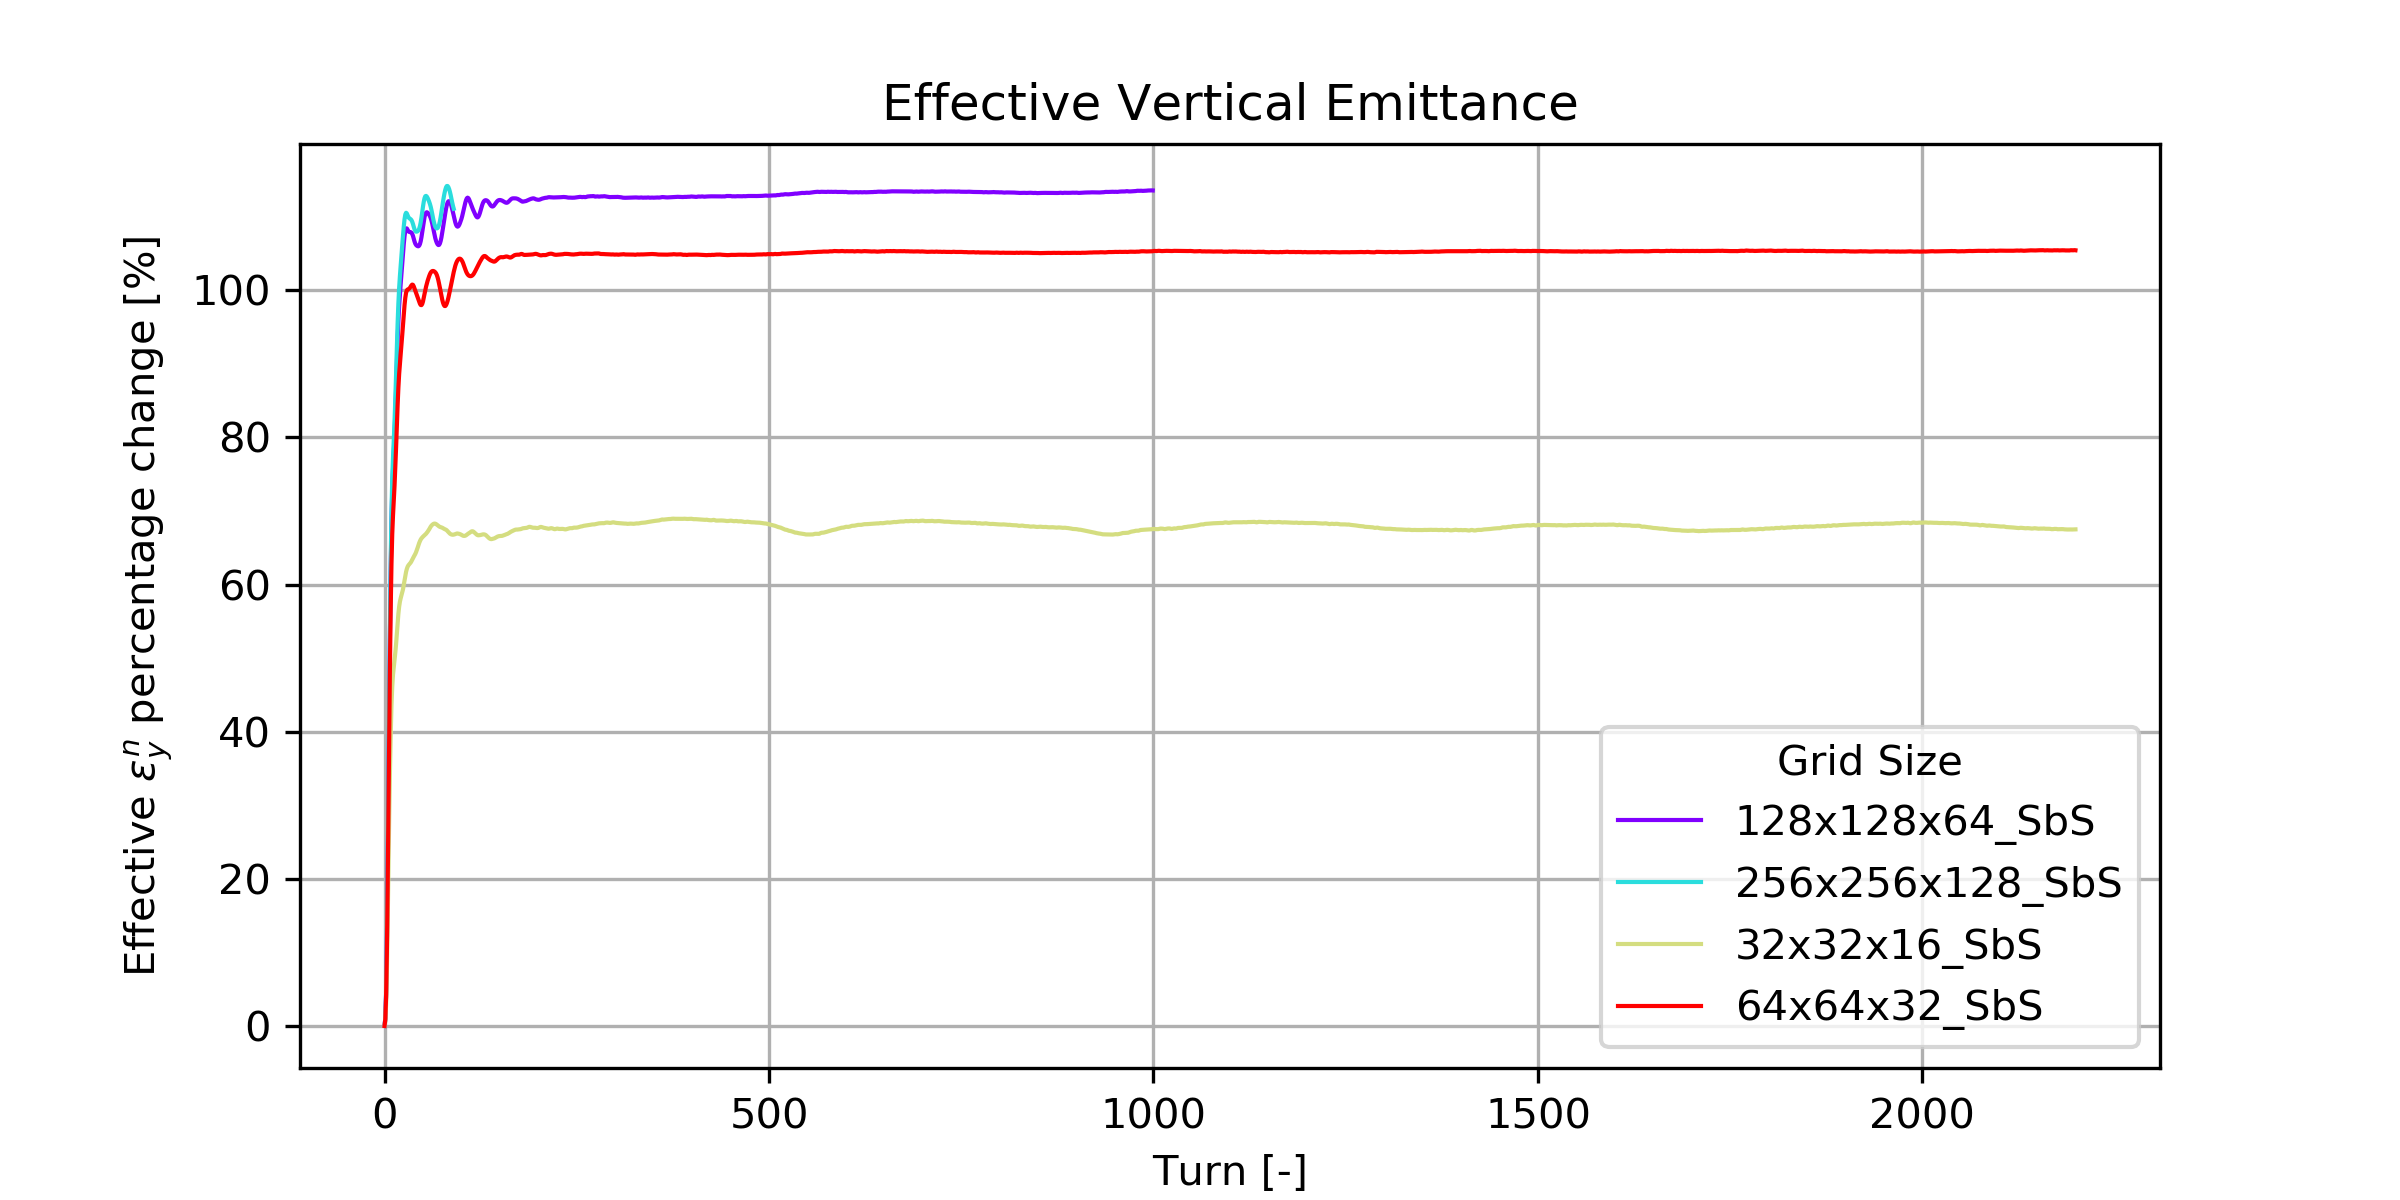 Effective Vertical Emittance
Effective εₙʸ percentage change [%]
100
80
60
40
20
0
0 500 1000 1500 2000
Turn [-]
Grid Size
128x128x64_SbS
256x256x128_SbS
32x32x16_SbS
64x64x32_SbS